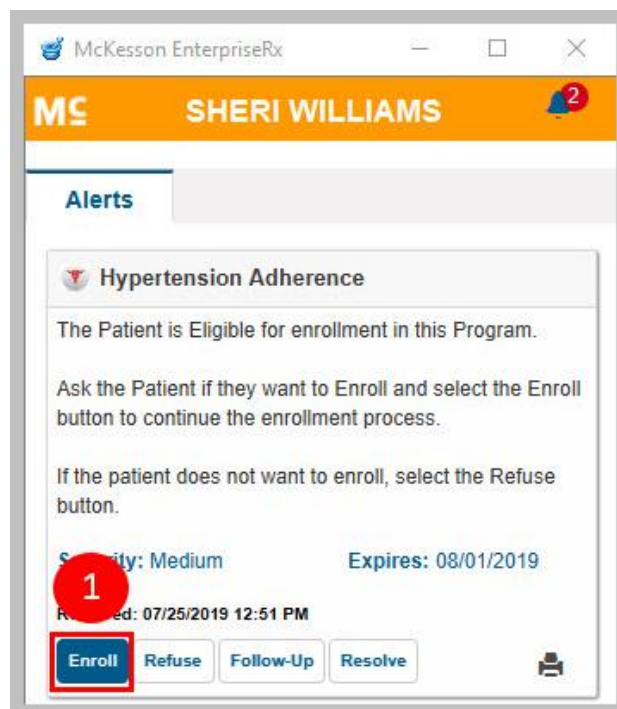 McKesson EnterpriseRx
SHERI WILLIAMS
2
Alerts
Hypertension Adherence
The Patient is Eligible for enrollment in this Program.
Ask the Patient if they want to Enroll and select the Enroll
button to continue the enrollment process.
If the patient does not want to enroll, select the Refuse
button.
Medium Expires: 08/01/2019
1
07/25/2019 12:51 PM
Enroll Refuse Follow-Up Resolve